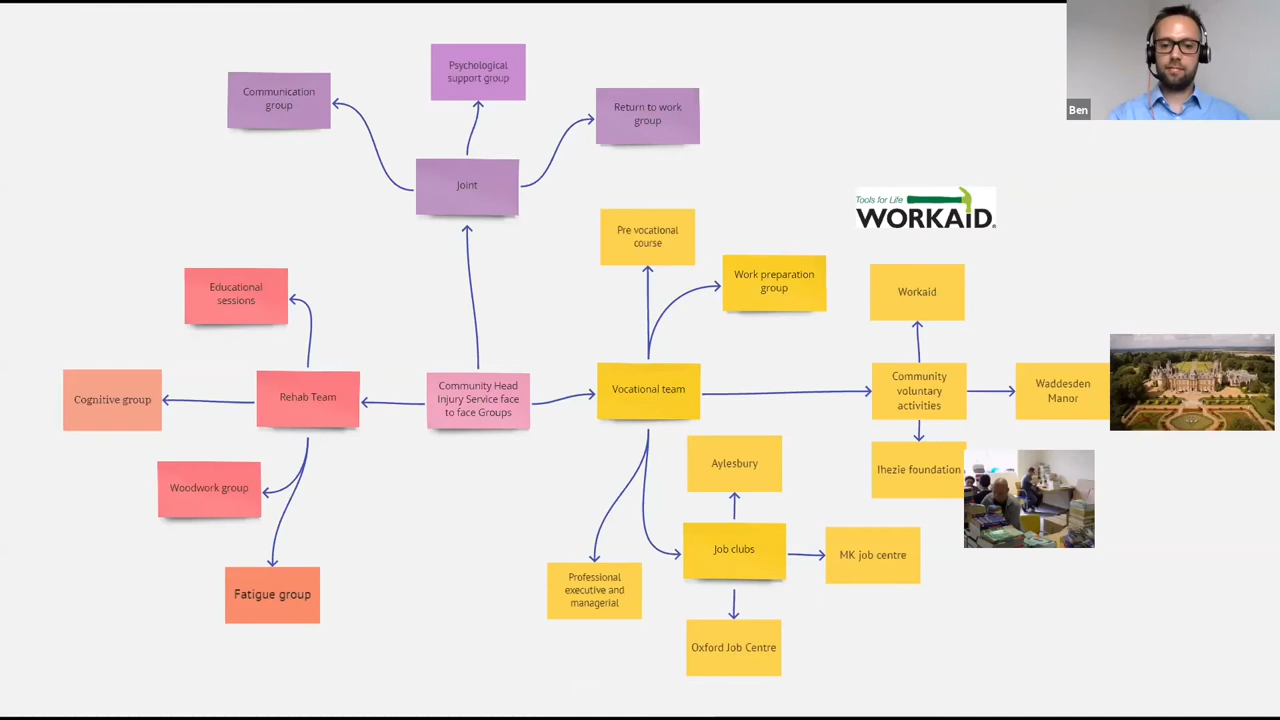 Psychological
support group
Communication
group
Return to work
group
Joint
Ben
Tools for Life
WORKAID®
Pre vocational
course
Work preparation
group
Educational
sessions
Workaid
Cognitive group
Rehab Team
Community Head
Injury Service face
to face Groups
Vocational team
Community
voluntary
activities
Waddesden
Manor
Woodwork group
Aylesbury
Ihezie foundation
Fatigue group
Professional
executive and
managerial
Job clubs
MK job centre
Oxford Job Centre